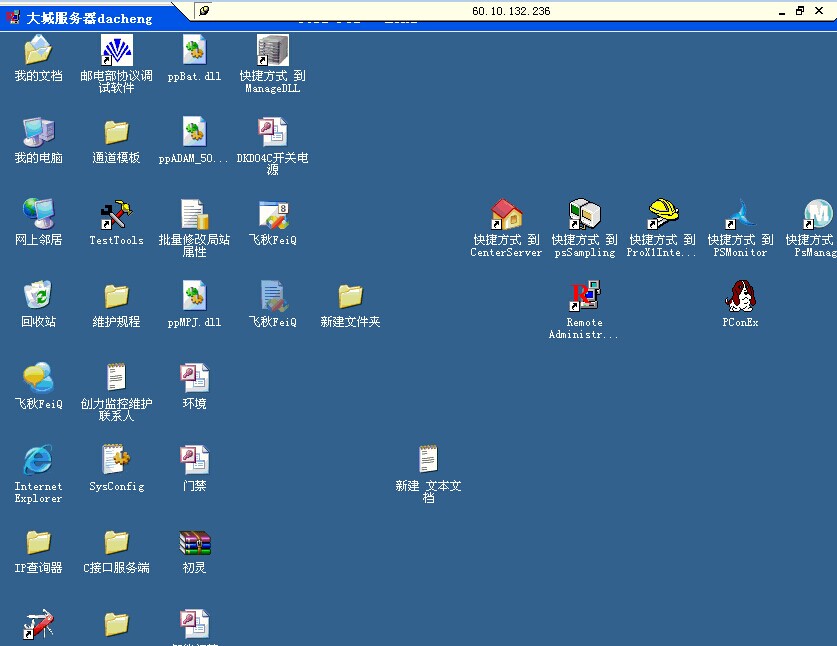 大城服务器dacheng
60.10.132.236
我的文档
邮电部协议调
试软件
ppBat.dll
快捷方式 到
ManageDLL
我的电脑
通道模板
ppADAM_50...
DKD04C开关电
源
网上邻居
TestTools
批量修改局站
属性
飞秋FeiQ
快捷方式 到
CenterServer
快捷方式 到
psSampling
快捷方式 到
ProX1Inte...
快捷方式 到
PSMonitor
快捷方式
PsManag
回收站
维护规程
ppMPJ.dll
飞秋FeiQ
新建文件夹
Remote
Administr...
PConEx
飞秋FeiQ
创力监控维护
联系人
环境
Internet
Explorer
SysConfig
门禁
新建 文本文
档
IP查询器
C接口服务端
初灵